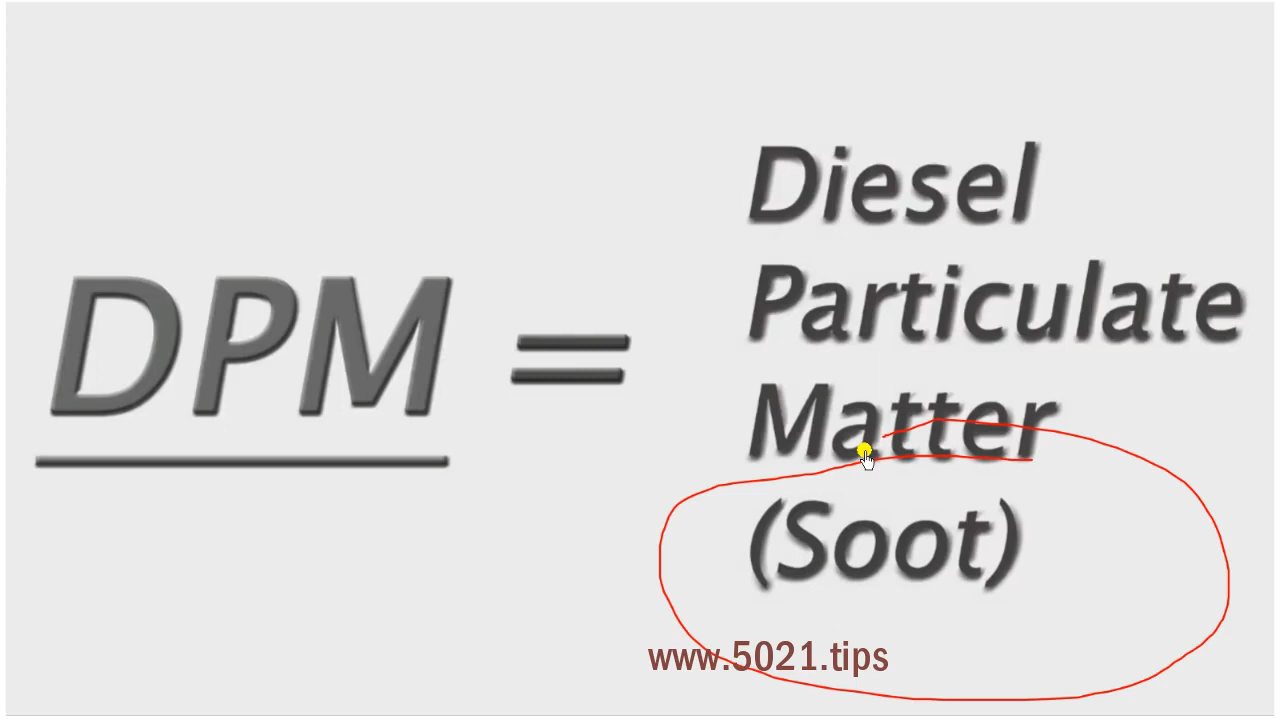 DPM =
Diesel
Particulate
Matter
(Soot)
www.5021.tips